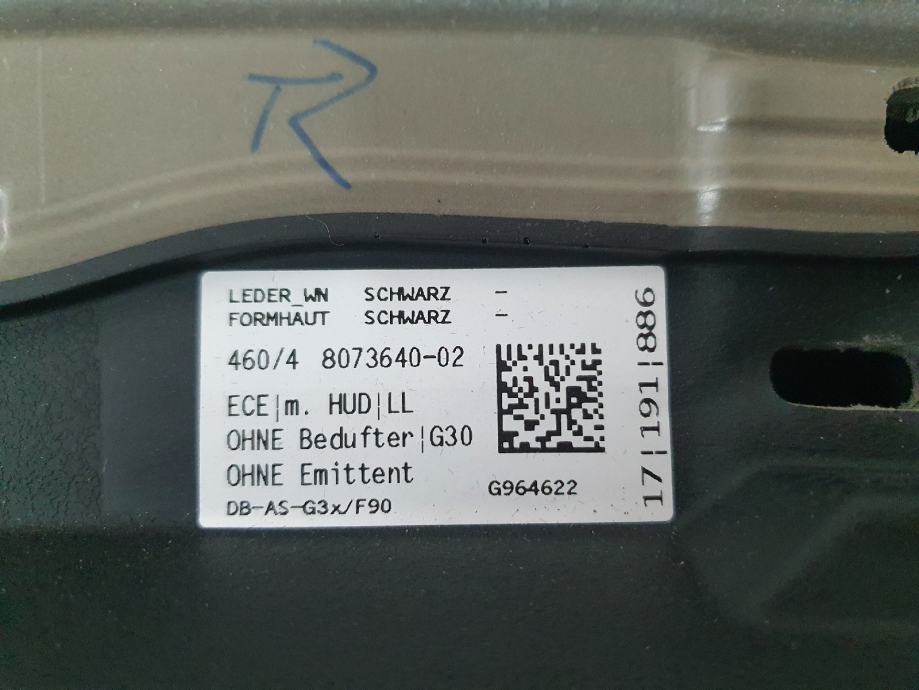 R
LEDER_WN SCHWARZ -
FORMHAUT SCHWARZ -
460/4 8073640-02
ECE|m. HUD|LL
OHNE Bedufter|G30
OHNE Emittent
DB-AS-G3x/F90
G964622
17|191|886